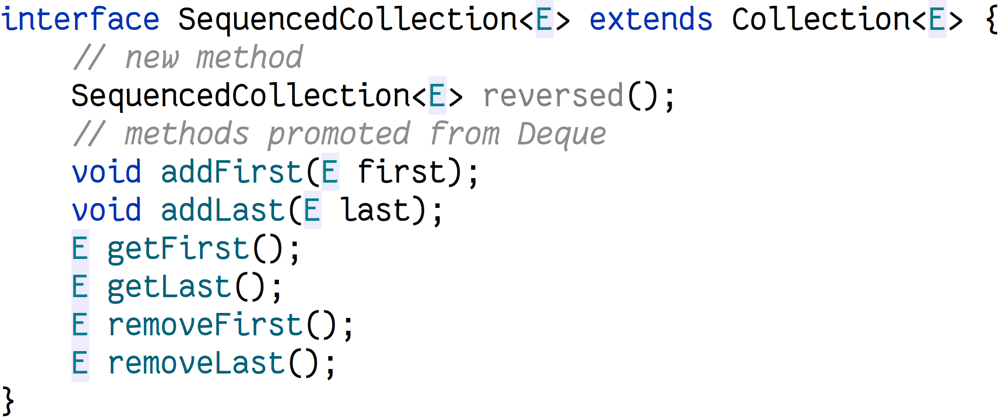 interface SequencedCollection<E> extends Collection<E> {
    // new method
    SequencedCollection<E> reversed();
    // methods promoted from Deque
    void addFirst(E first);
    void addLast(E last);
    E getFirst();
    E getLast();
    E removeFirst();
    E removeLast();
}